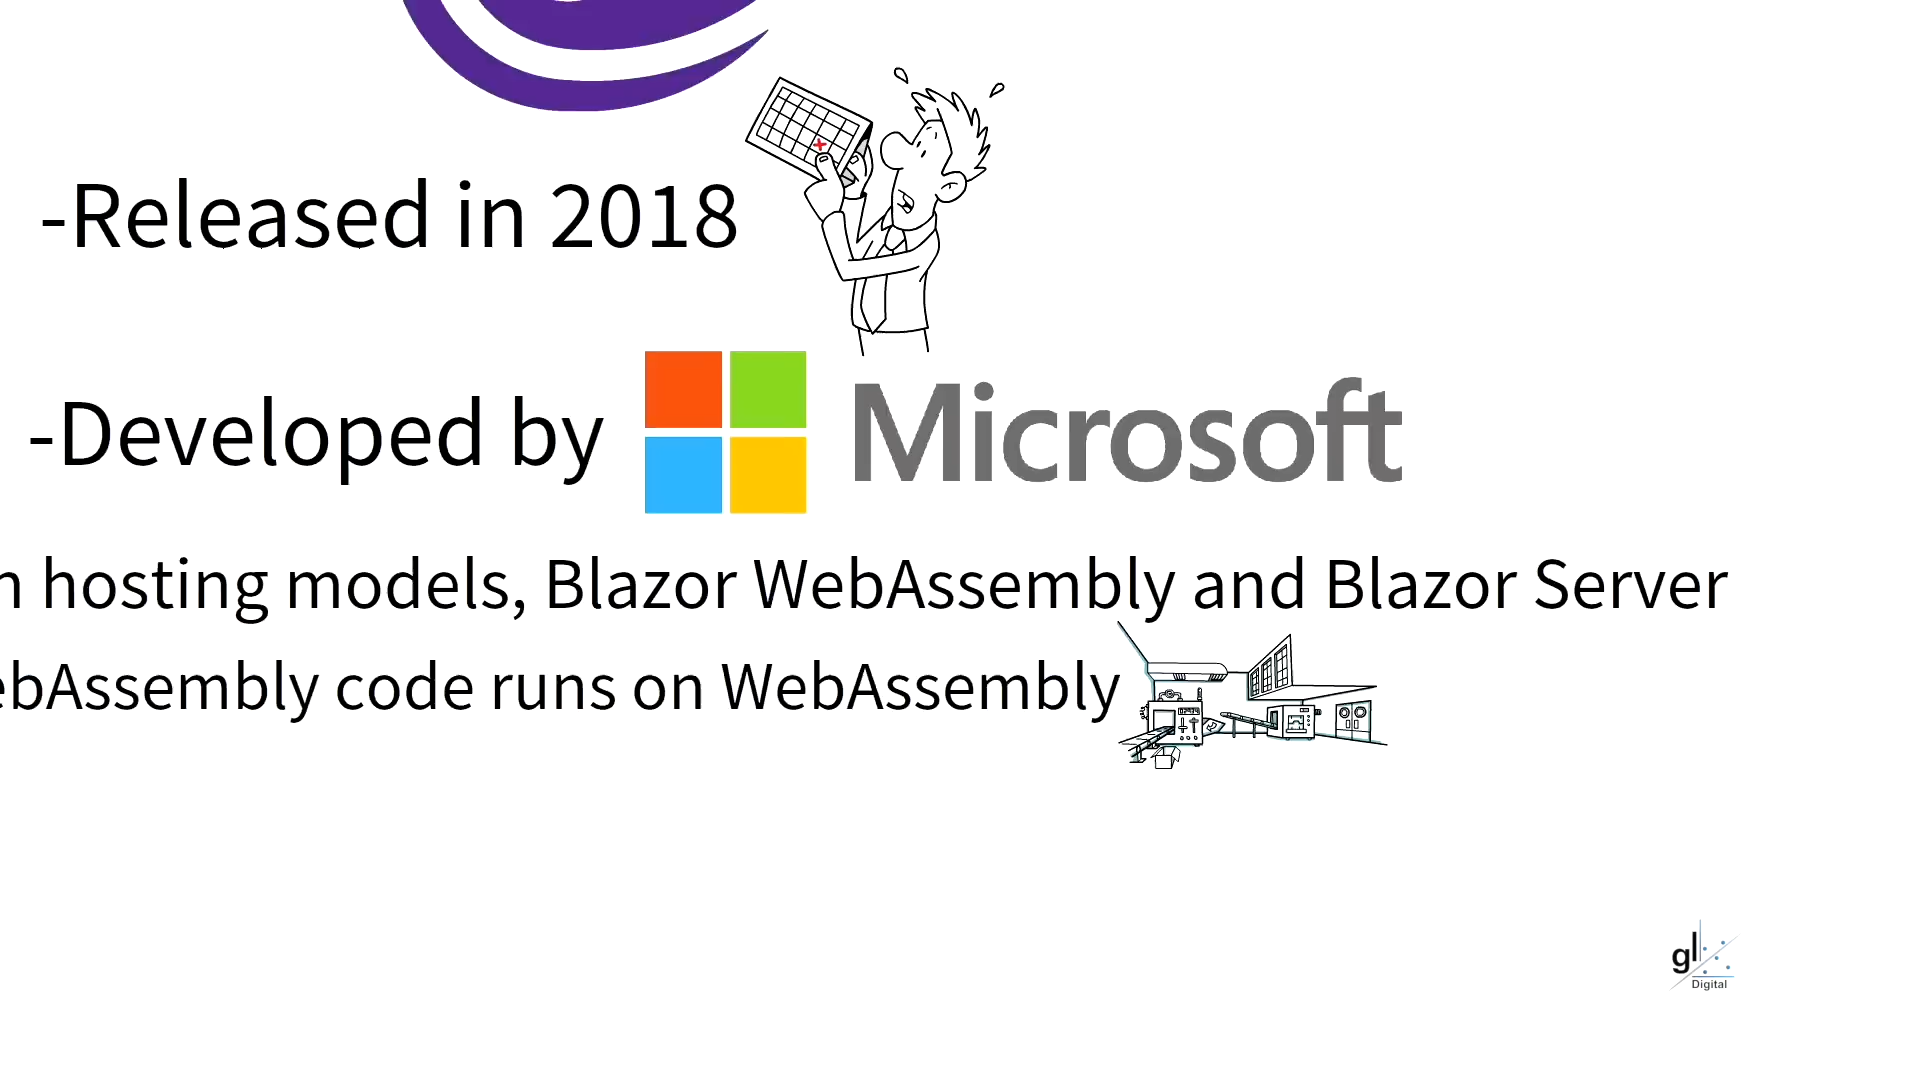 -Released in 2018
-Developed by Microsoft
hosting models, Blazor WebAssembly and Blazor Server
ebAssembly code runs on WebAssembly
gl
Digital